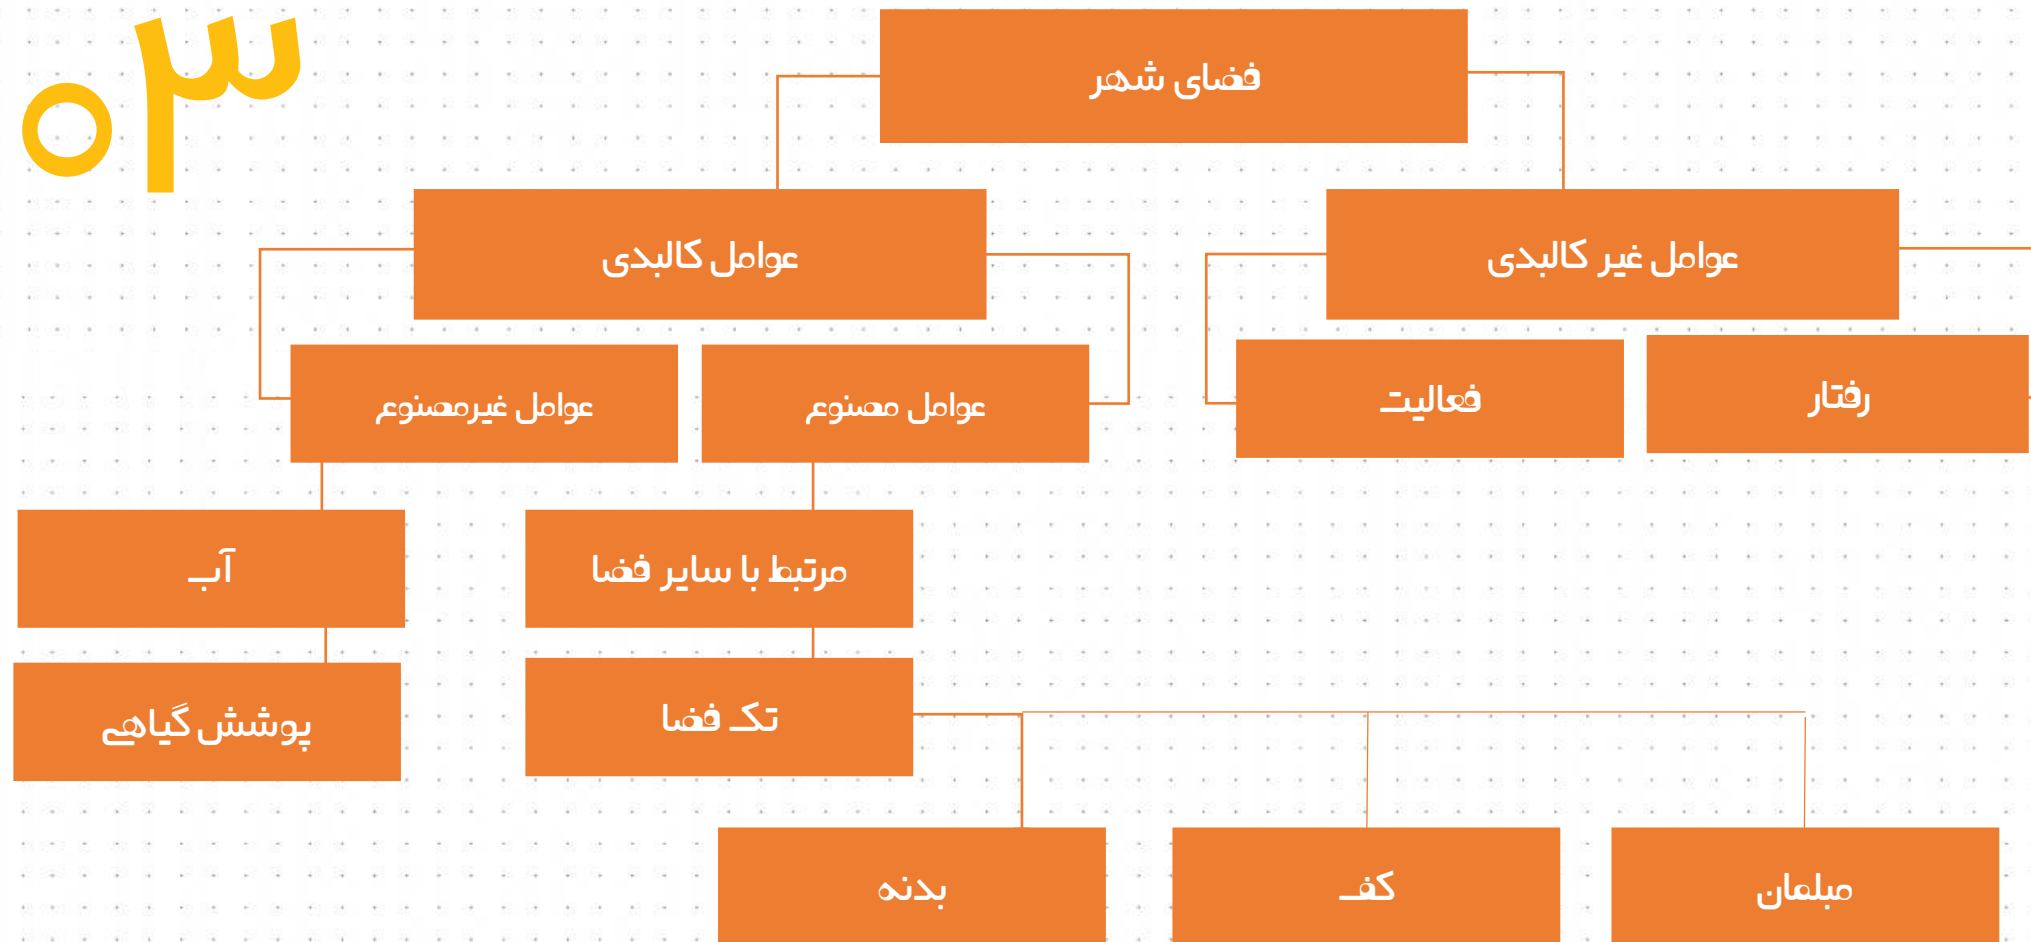 ۰۳
فضای شهر
عوامل غیر کالبدی
عوامل کالبدی
رفتار
فعالیت
عوامل مصنوع
عوامل غیرمصنوع
مرتبط با سایر فضا
آب
تک فضا
پوشش گیاهی
مبلمان
کف
بدنه